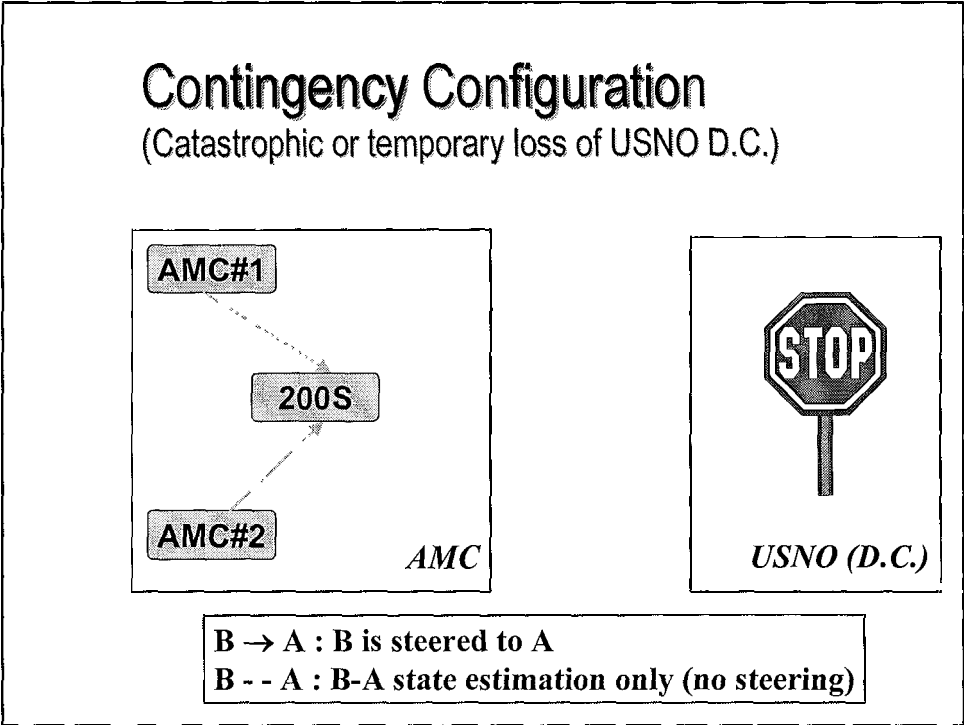 Contingency Configuration
(Catastrophic or temporary loss of USNO D.C.)
AMC#1
200S
AMC#2
AMC
STOP
USNO (D.C.)
B → A : B is steered to A
B - - A : B-A state estimation only (no steering)